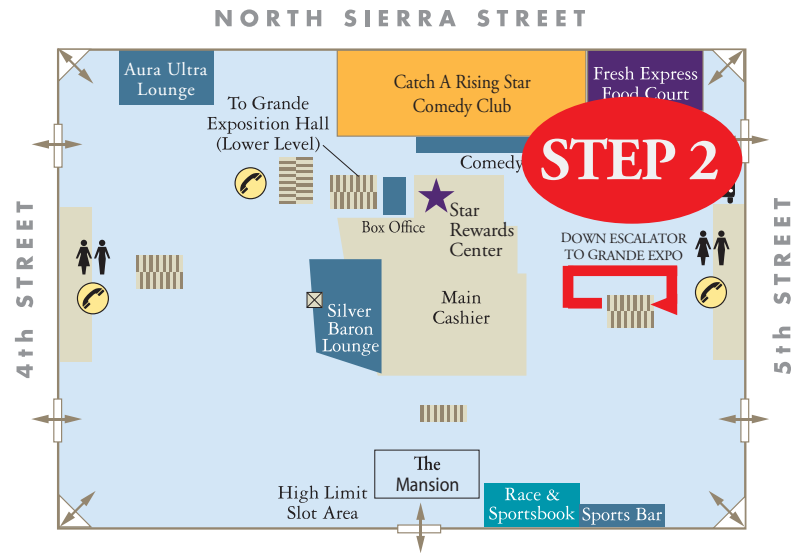 NORTH SIERRA STREET
Aura Ultra
Lounge
Catch A Rising Star
Comedy Club
Fresh Express
Food Court
To Grande
Exposition Hall
(Lower Level)
Comedy
STEP 2
Box Office
Star
Rewards
Center
DOWN ESCALATOR
TO GRANDE EXPO
4th STREET
5th STREET
Silver
Baron
Lounge
Main
Cashier
The
Mansion
High Limit
Slot Area
Race &
Sportsbook
Sports Bar